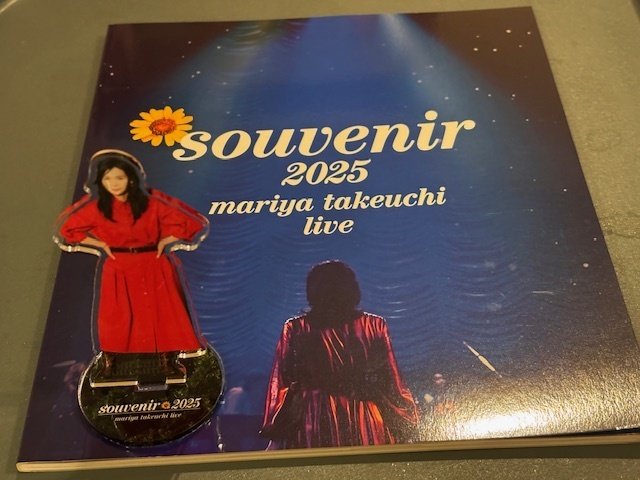 souvenir
2025
mariya takeuchi
live
souvenir 2025
mariya takeuchi live